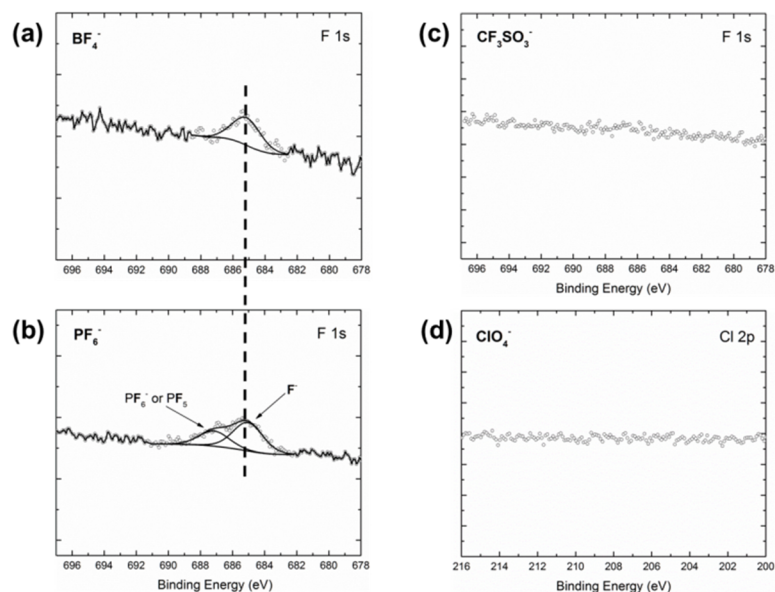 (a)
BF₄⁻
F 1s
696 694 692 690 688 686 684 682 680 678
(b)
PF₆⁻
F 1s
PF₆⁻ or PF₅
F⁻
696 694 692 690 688 686 684 682 680 678
Binding Energy (eV)
(c)
CF₃SO₃⁻
F 1s
696 694 692 690 688 686 684 682 680 678
Binding Energy (eV)
(d)
ClO₄⁻
Cl 2p
216 214 212 210 208 206 204 202 200
Binding Energy (eV)